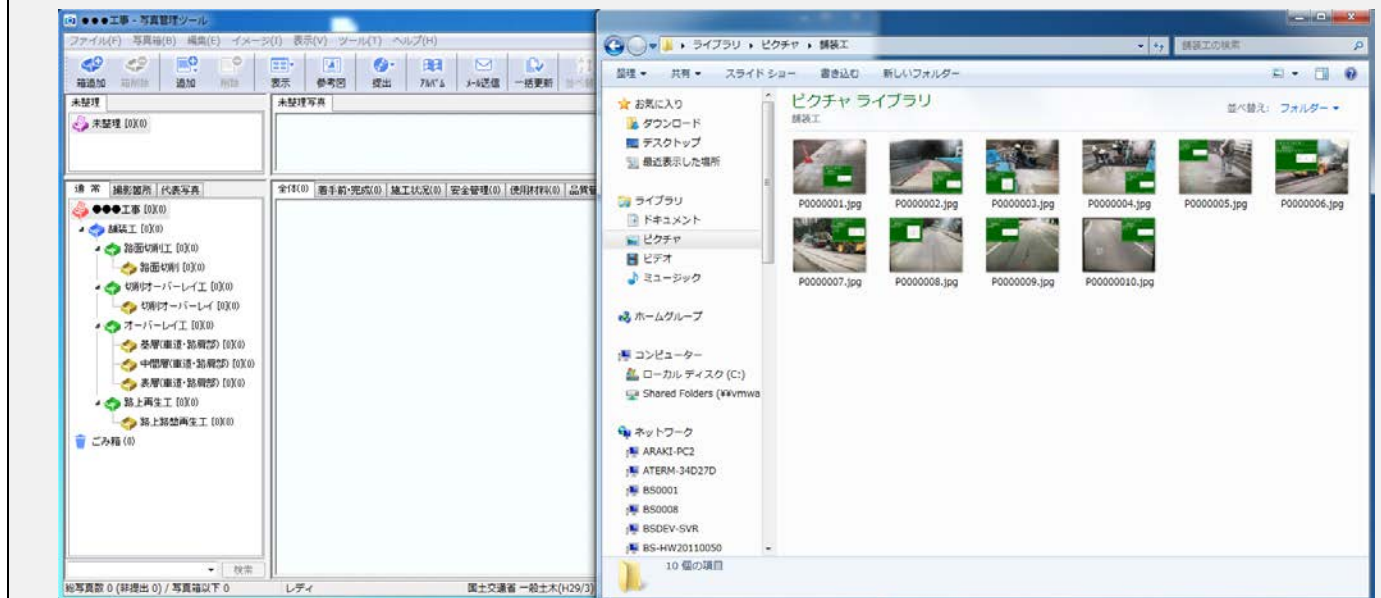 ●●●工事 - 写真管理ツール
ファイル(F) 写真箱(B) 編集(E) イメージ(I) 表示(V) ツール(T) ヘルプ(H)
箱追加 箱削除 追加 削除 表示 参考図 提出 ｱﾙﾊﾞﾑ ﾒｰﾙ送信 一括更新
未整理
未整理 [0](0)
未整理写真
通 常 撮影箇所 代表写真
●●●工事 [0](0)
舗装工 [0](0)
路面切削工 [0](0)
路面切削 [0](0)
切削オーバーレイ工 [0](0)
切削オーバーレイ [0](0)
オーバーレイ工 [0](0)
基層(車道・路肩部) [0](0)
中間層(車道・路肩部) [0](0)
表層(車道・路肩部) [0](0)
路上再生工 [0](0)
路上路盤再生工 [0](0)
ごみ箱 (0)
検索
全体(0) 着手前・完成(0) 施工状況(0) 安全管理(0) 使用材料(0) 品質管
総写真数 0 (非提出 0) / 写真箱以下 0
レディ
国土交通省 一般土木(H29/3)
ライブラリ ピクチャ 舗装工
舗装工の検索
整理 共有 スライド ショー 書き込む 新しいフォルダー
お気に入り
ダウンロード
デスクトップ
最近表示した場所
ライブラリ
ドキュメント
ピクチャ
ビデオ
ミュージック
ホームグループ
コンピューター
ローカル ディスク (C:)
Shared Folders (¥¥vmwa
ネットワーク
ARAKI-PC2
ATERM-34D27D
BS0001
BS0008
BSDEV-SVR
BS-HW20110050
ピクチャ ライブラリ
舗装工
並べ替え: フォルダー
P0000001.jpg P0000002.jpg P0000003.jpg P0000004.jpg P0000005.jpg P0000006.jpg
P0000007.jpg P0000008.jpg P0000009.jpg P00000010.jpg
10 個の項目